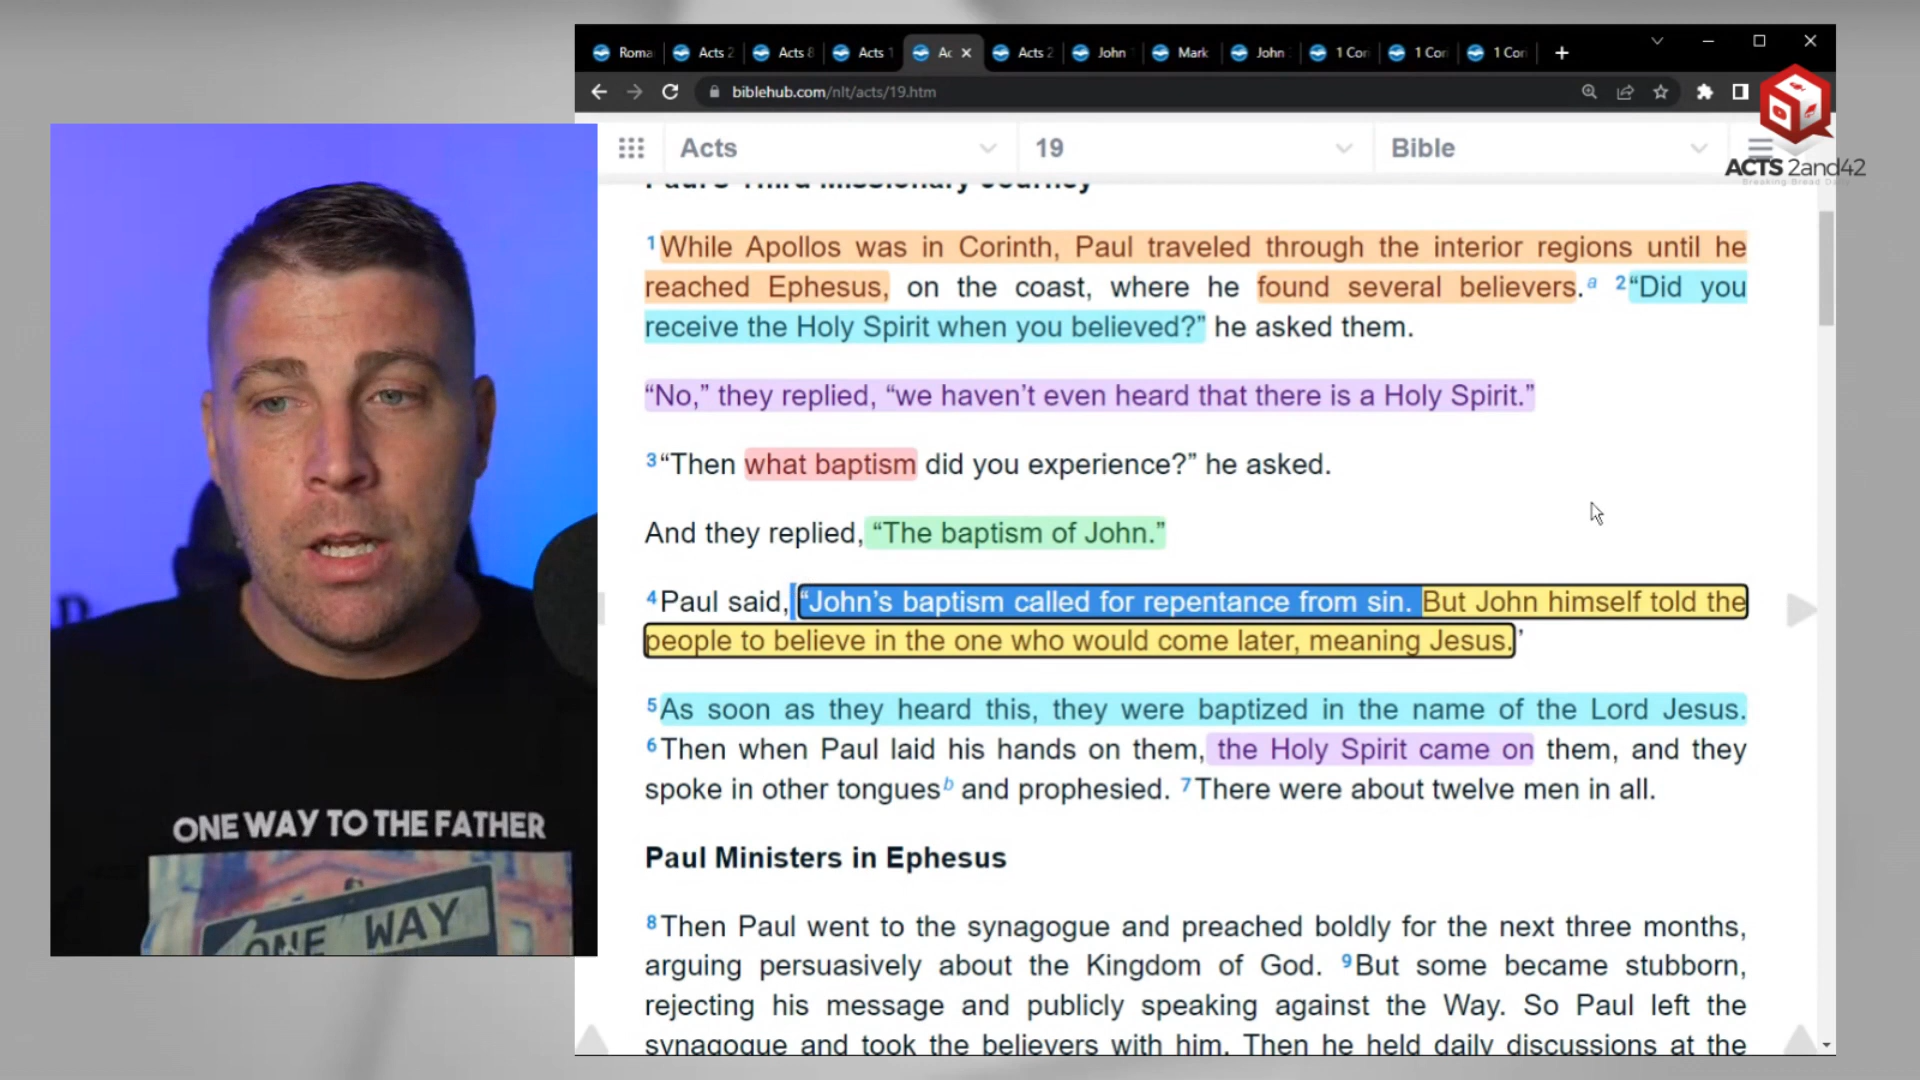 Roma
Acts 2
Acts 8
Acts 1
Ac
Acts 2
John
Mark
John
1 Cor
1 Cor
1 Cor
biblehub.com/nlt/acts/19.htm
Acts
19
Bible
ACTS 2and42
Breaking Bread Daily
Paul's Third Missionary Journey
1While Apollos was in Corinth, Paul traveled through the interior regions until he
reached Ephesus, on the coast, where he found several believers.a 2“Did you
receive the Holy Spirit when you believed?” he asked them.
“No,” they replied, “we haven’t even heard that there is a Holy Spirit.”
3“Then what baptism did you experience?” he asked.
And they replied, “The baptism of John.”
4Paul said, “John’s baptism called for repentance from sin. But John himself told the
people to believe in the one who would come later, meaning Jesus.”
5As soon as they heard this, they were baptized in the name of the Lord Jesus.
6Then when Paul laid his hands on them, the Holy Spirit came on them, and they
spoke in other tonguesb and prophesied. 7There were about twelve men in all.
Paul Ministers in Ephesus
8Then Paul went to the synagogue and preached boldly for the next three months,
arguing persuasively about the Kingdom of God. 9But some became stubborn,
rejecting his message and publicly speaking against the Way. So Paul left the
synagogue and took the believers with him. Then he held daily discussions at the
ONE WAY TO THE FATHER
ONE WAY